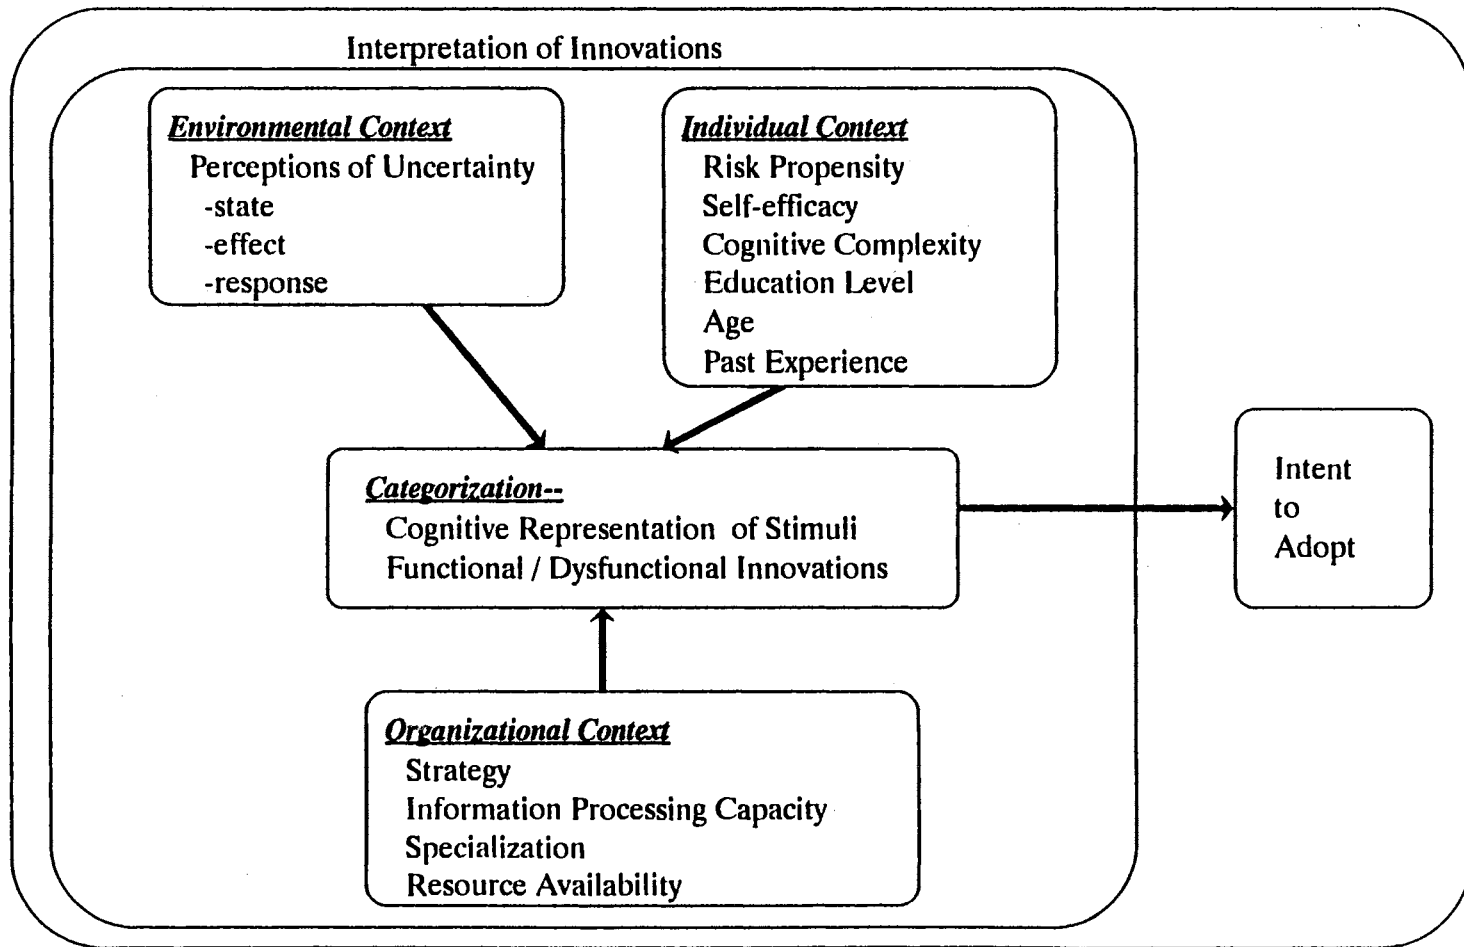 Interpretation of Innovations
Environmental Context
Perceptions of Uncertainty
-state
-effect
-response
Individual Context
Risk Propensity
Self-efficacy
Cognitive Complexity
Education Level
Age
Past Experience
Categorization--
Cognitive Representation of Stimuli
Functional / Dysfunctional Innovations
Intent
to
Adopt
Organizational Context
Strategy
Information Processing Capacity
Specialization
Resource Availability